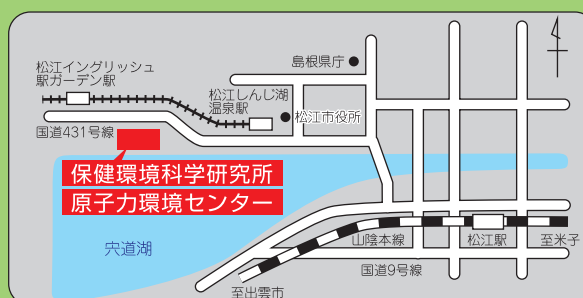 島根県庁
松江イングリッシュ
駅ガーデン駅
松江しんじ湖
温泉駅
松江市役所
国道431号線
保健環境科学研究所
原子力環境センター
宍道湖
山陰本線
松江駅
至米子
国道9号線
至出雲市